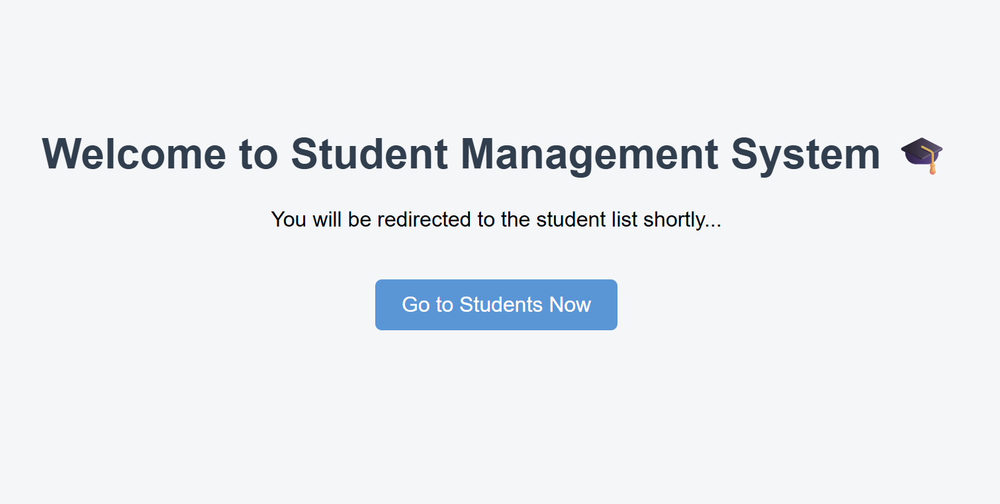 Welcome to Student Management System 🎓
You will be redirected to the student list shortly...
Go to Students Now